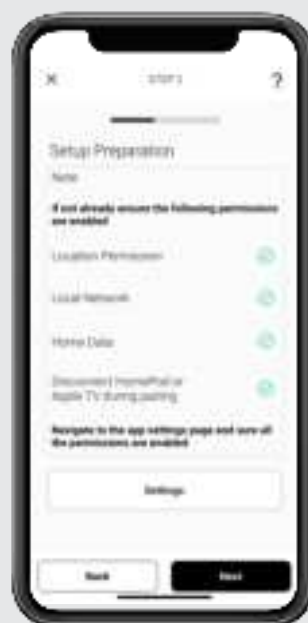 × STEP 2 ?
Setup Preparation
Note
If not already ensure the following permissions
are enabled
Location Permission
Local Network
Home Data
Disconnect HomePod or
Apple TV during pairing
Navigate to the app settings page and sure all
the permissions are enabled
Settings
Back Next